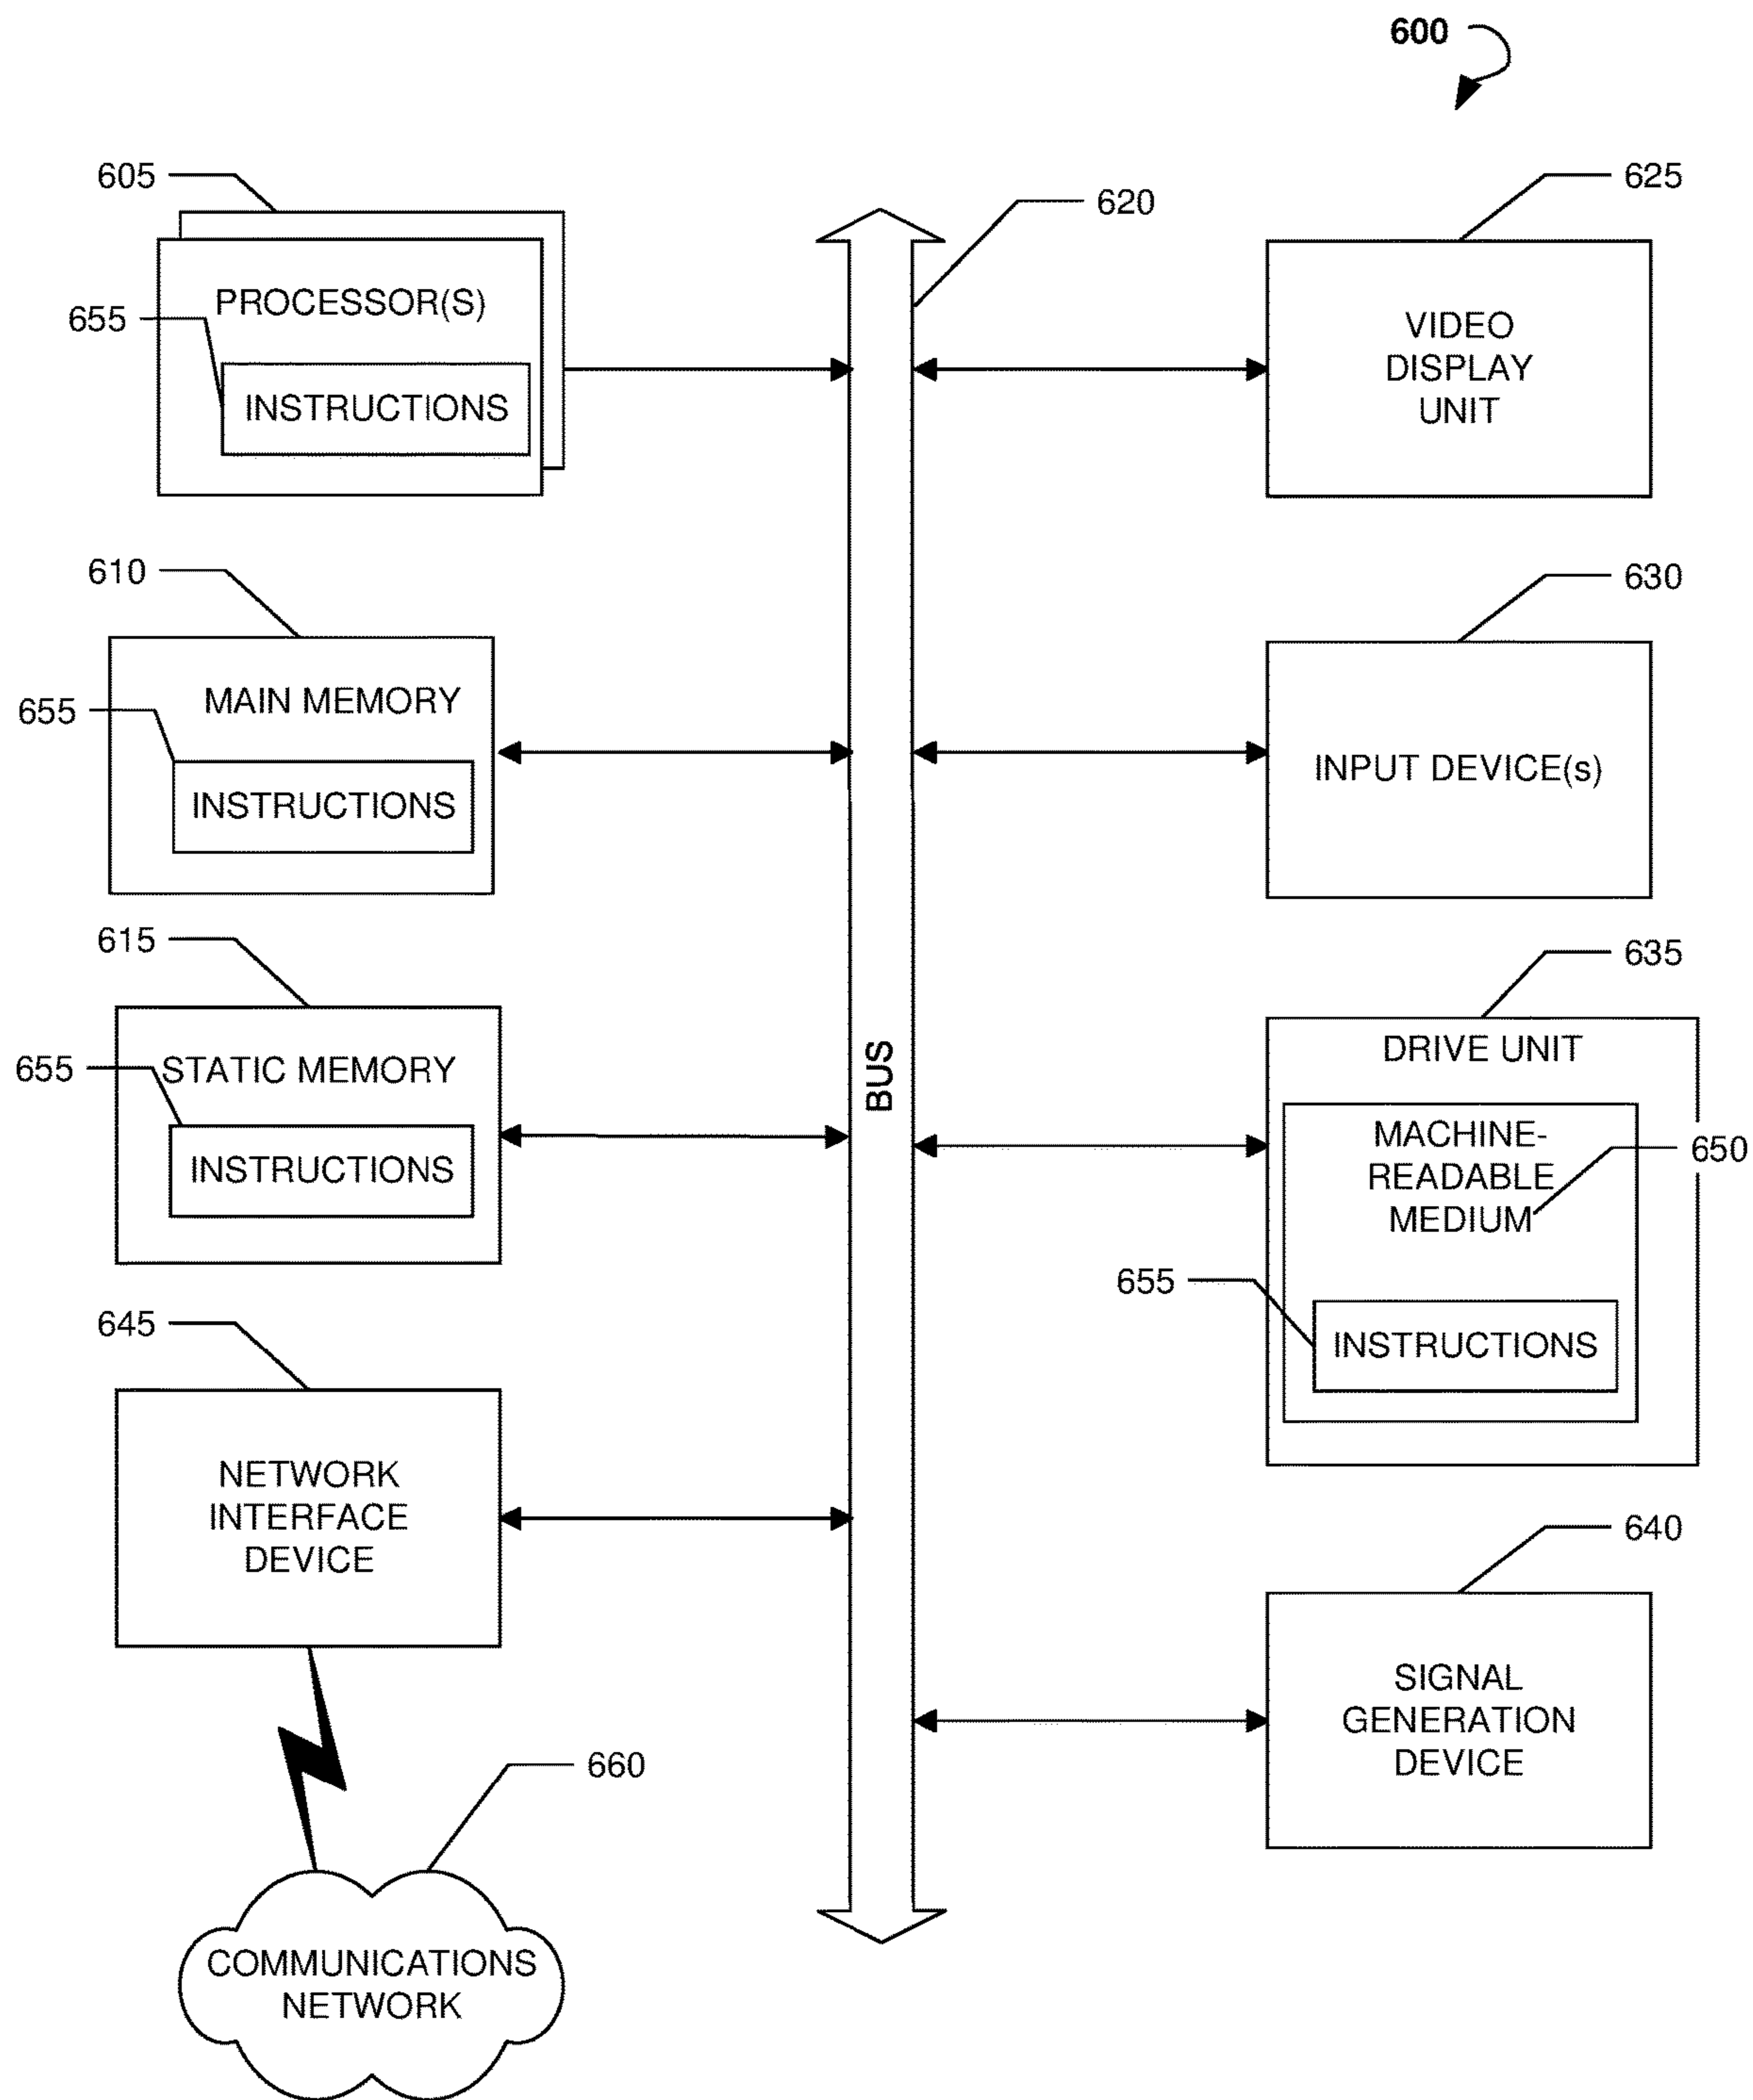 600
605
PROCESSOR(S)
655
INSTRUCTIONS
620
625
VIDEO
DISPLAY
UNIT
610
MAIN MEMORY
655
INSTRUCTIONS
630
INPUT DEVICE(s)
615
STATIC MEMORY
655
INSTRUCTIONS
BUS
635
DRIVE UNIT
MACHINE-
READABLE
MEDIUM
650
655
INSTRUCTIONS
645
NETWORK
INTERFACE
DEVICE
640
SIGNAL
GENERATION
DEVICE
660
COMMUNICATIONS
NETWORK